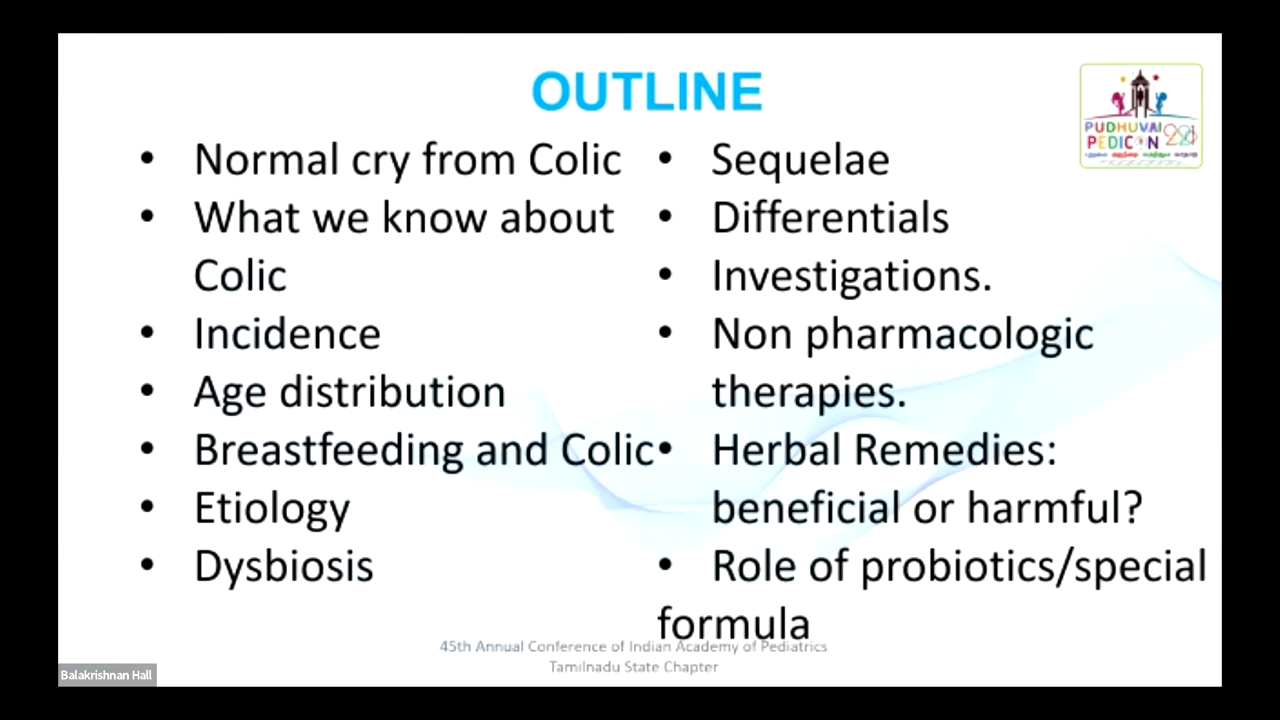 OUTLINE
PUDHUVAI
PEDICON
• Normal cry from Colic
• What we know about
Colic
• Incidence
• Age distribution
• Breastfeeding and Colic
• Etiology
• Dysbiosis
• Sequelae
• Differentials
• Investigations.
• Non pharmacologic
therapies.
• Herbal Remedies:
beneficial or harmful?
• Role of probiotics/special
formula
45th Annual Conference of Indian Academy of Pediatrics
Tamilnadu State Chapter
Balakrishnan Hall